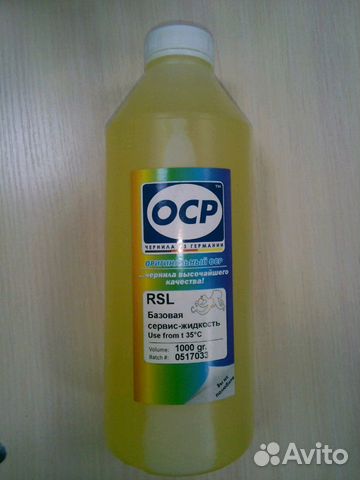 OCP
TM
ЧЕРНИЛА ИЗ ГЕРМАНИИ
ОРИГИНАЛЬНЫЙ OCP
...чернила высочайшего
качества!
RSL
Базовая
сервис-жидкость
Use from t 35°C
Volume: 1000 gr.
Batch #: 0517033
Avito